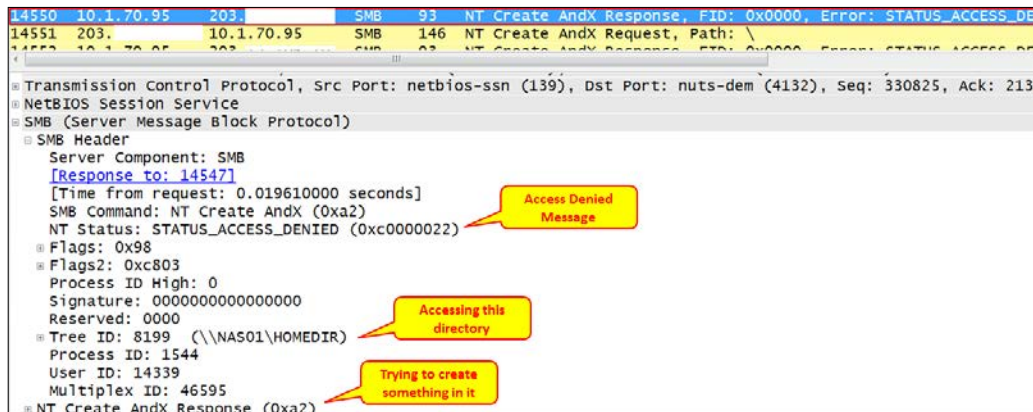 14550 10.1.70.95 203. SMB 93 NT Create AndX Response, FID: 0x0000, Error: STATUS_ACCESS_DE
14551 203. 10.1.70.95 SMB 146 NT Create AndX Request, Path: \
Transmission Control Protocol, Src Port: netbios-ssn (139), Dst Port: nuts-dem (4132), Seq: 330825, Ack: 213
NetBIOS Session Service
SMB (Server Message Block Protocol)
SMB Header
Server Component: SMB
[Response to: 14547]
[Time from request: 0.019610000 seconds]
SMB Command: NT Create AndX (0xa2)
Access Denied
Message
NT Status: STATUS_ACCESS_DENIED (0xc0000022)
Flags: 0x98
Flags2: 0xc803
Process ID High: 0
Signature: 0000000000000000
Reserved: 0000
Accessing this
directory
Tree ID: 8199 (\\NAS01\HOMEDIR)
Process ID: 1544
User ID: 14339
Multiplex ID: 46595
Trying to create
something in it
NT Create AndX Response (0xa2)